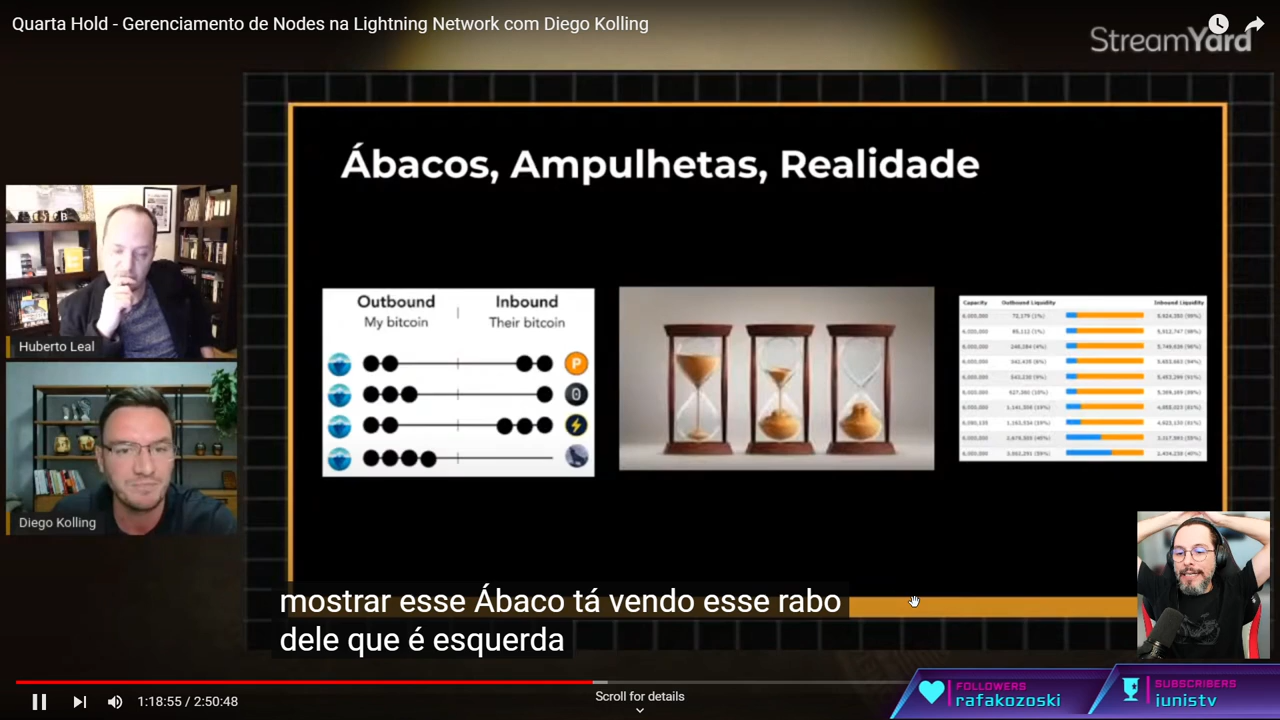 Quarta Hold - Gerenciamento de Nodes na Lightning Network com Diego Kolling
StreamYard
Ábacos, Ampulhetas, Realidade
Outbound
Inbound
My bitcoin
Their bitcoin
Capacity
Outbound Liquidity
Inbound Liquidity
Huberto Leal
Diego Kolling
mostrar esse Ábaco tá vendo esse rabo
dele que é esquerda
1:18:55 / 2:50:48
Scroll for details
FOLLOWERS
rafakozoski
SUBSCRIBERS
junistv